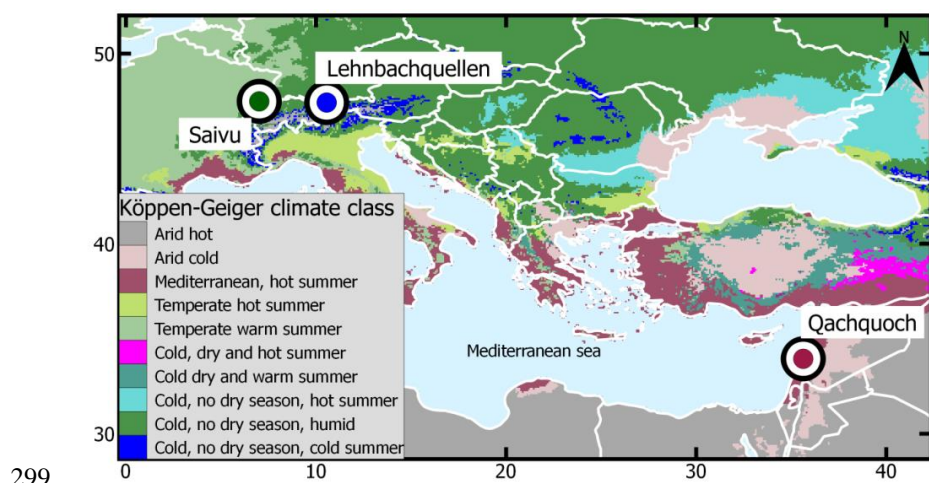 50
N
Lehnbachquellen
Saivu
Köppen-Geiger climate class
40
Arid hot
Arid cold
Mediterranean, hot summer
Temperate hot summer
Temperate warm summer
Cold, dry and hot summer
Cold dry and warm summer
Cold, no dry season, hot summer
Cold, no dry season, humid
Cold, no dry season, cold summer
Mediterranean sea
Qachquoch
30
299
0 10 20 30 40